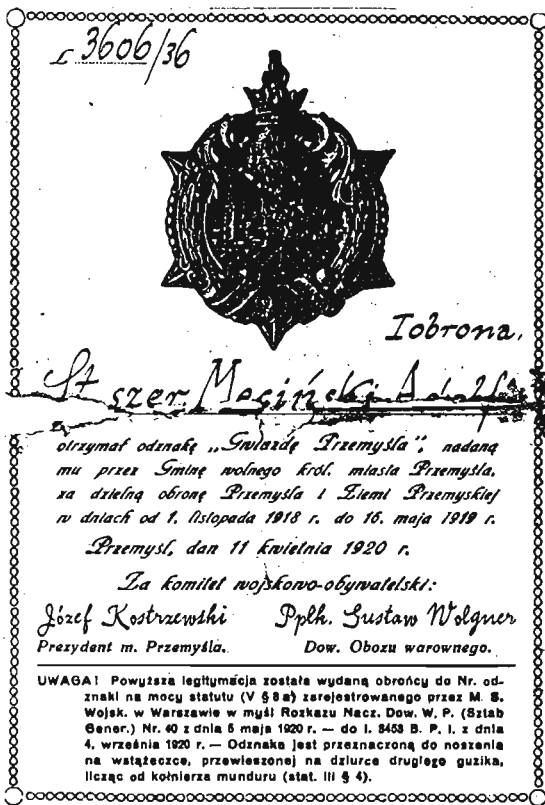 L 3606/36
I obrona.
St. szer. Męciński Adolf
otrzymał odznakę „Gwiazdę Przemyśla”, nadaną
mu przez Gminę wolnego król. miasta Przemyśla,
za dzielną obronę Przemyśla i Ziemi Przemyskiej
w dniach od 1. listopada 1918 r. do 16. maja 1919 r.
Przemyśl, dan 11 kwietnia 1920 r.
Za komitet wojskowo-obywatelski:
Józef Kostrzewski Ppłk. Gustaw Wolgner
Prezydent m. Przemyśla. Dow. Obozu warownego.
UWAGA! Powyższa legitymacja została wydaną obrońcy do Nr. od-
znaki na mocy statutu (V § 8 a) zarejestrowanego przez M. S.
Wojsk. w Warszawie w myśl Rozkazu Nacz. Dow. W. P. (Sztab
Gener.) Nr. 40 z dnia 5 maja 1920 r. — do l. 5453 B. P. I. z dnia
4. września 1920 r. — Odznaka jest przeznaczoną do noszenia
na wstążeczce, przewieszonej na dziurce drugiego guzika,
licząc od kołnierza munduru (stat. III § 4).